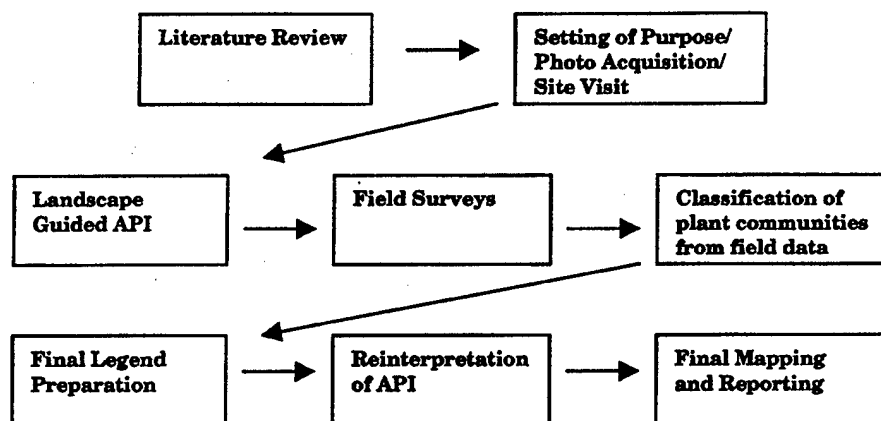 Literature Review
Setting of Purpose/
Photo Acquisition/
Site Visit
Landscape
Guided API
Field Surveys
Classification of
plant communities
from field data
Final Legend
Preparation
Reinterpretation
of API
Final Mapping
and Reporting